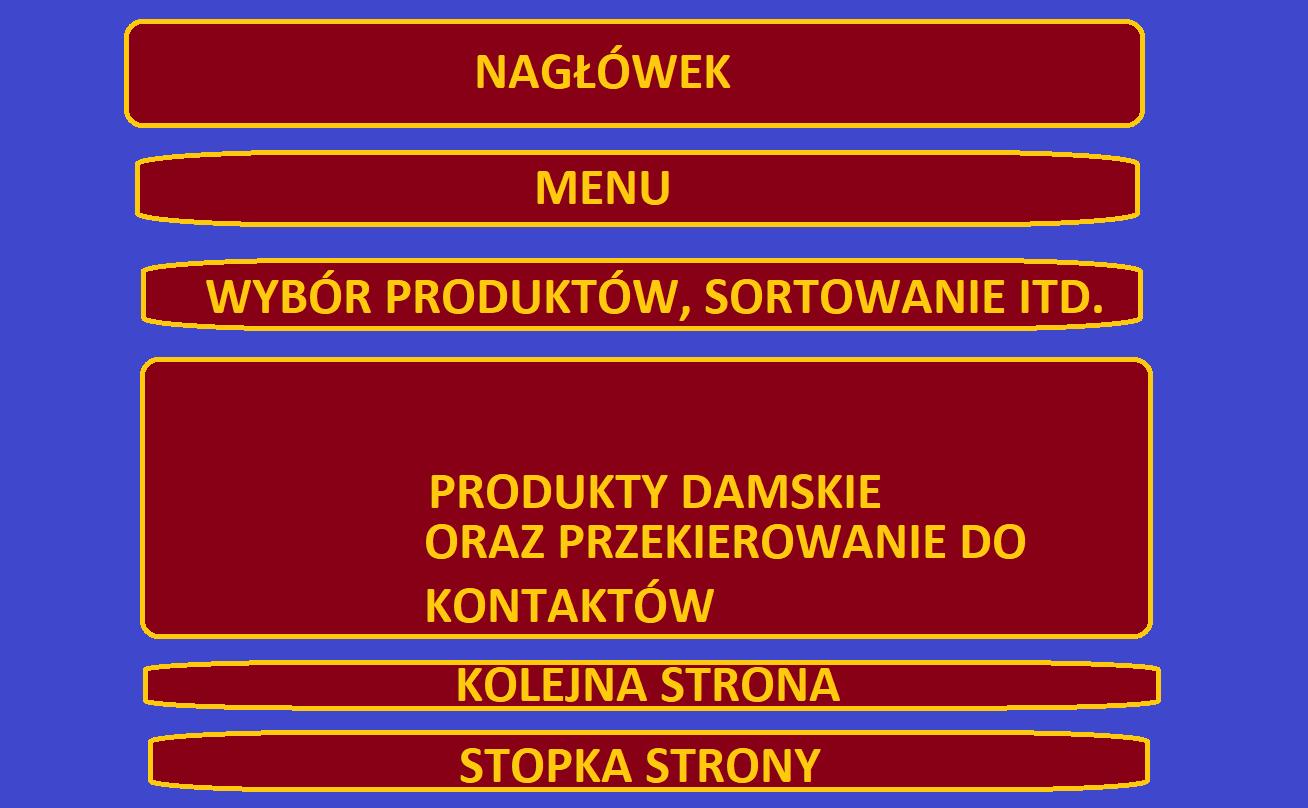 NAGŁÓWEK
MENU
WYBÓR PRODUKTÓW, SORTOWANIE ITD.
PRODUKTY DAMSKIE
ORAZ PRZEKIEROWANIE DO
KONTAKTÓW
KOLEJNA STRONA
STOPKA STRONY